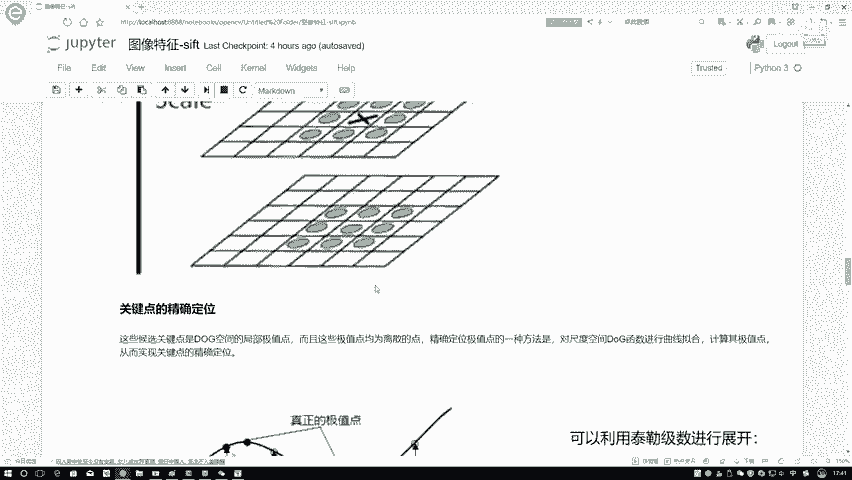 图像特征-sift
http://localhost:8888/notebooks/opencv/Untitled%20Folder/图像特征-sift.ipynb
jupyter 图像特征-sift Last Checkpoint: 4 hours ago (autosaved)
Logout
File Edit View Insert Cell Kernel Widgets Help
Trusted
Python 3
Markdown
Scale
关键点的精确定位
这些候选关键点是DOG空间的局部极值点，而且这些极值点均为离散的点，精确定位极值点的一种方法是，对尺度空间DoG函数进行曲线拟合，计算其极值点，
从而实现关键点的精确定位。
真正的极值点
可以利用泰勒级数进行展开：
17:41